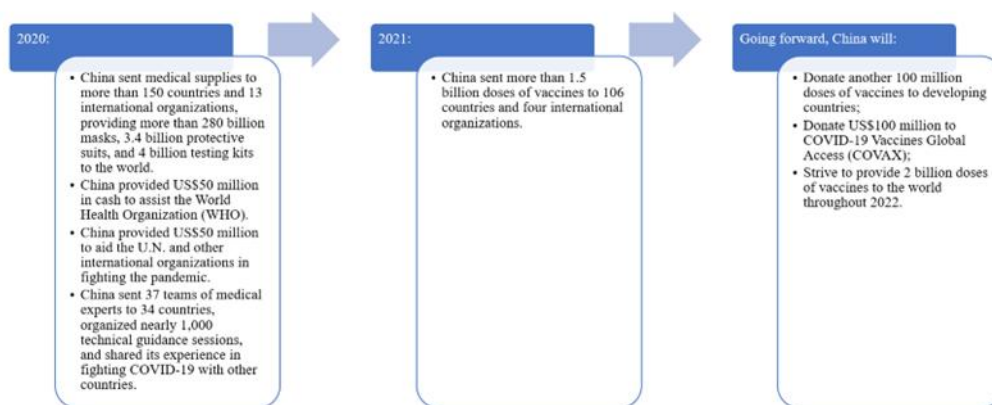 2020:
• China sent medical supplies to
more than 150 countries and 13
international organizations,
providing more than 280 billion
masks, 3.4 billion protective
suits, and 4 billion testing kits
to the world.
• China provided US$50 million
in cash to assist the World
Health Organization (WHO).
• China provided US$50 million
to aid the U.N. and other
international organizations in
fighting the pandemic.
• China sent 37 teams of medical
experts to 34 countries,
organized nearly 1,000
technical guidance sessions,
and shared its experience in
fighting COVID-19 with other
countries.
2021:
• China sent more than 1.5
billion doses of vaccines to 106
countries and four international
organizations.
Going forward, China will:
• Donate another 100 million
doses of vaccines to developing
countries;
• Donate US$100 million to
COVID-19 Vaccines Global
Access (COVAX);
• Strive to provide 2 billion doses
of vaccines to the world
throughout 2022.